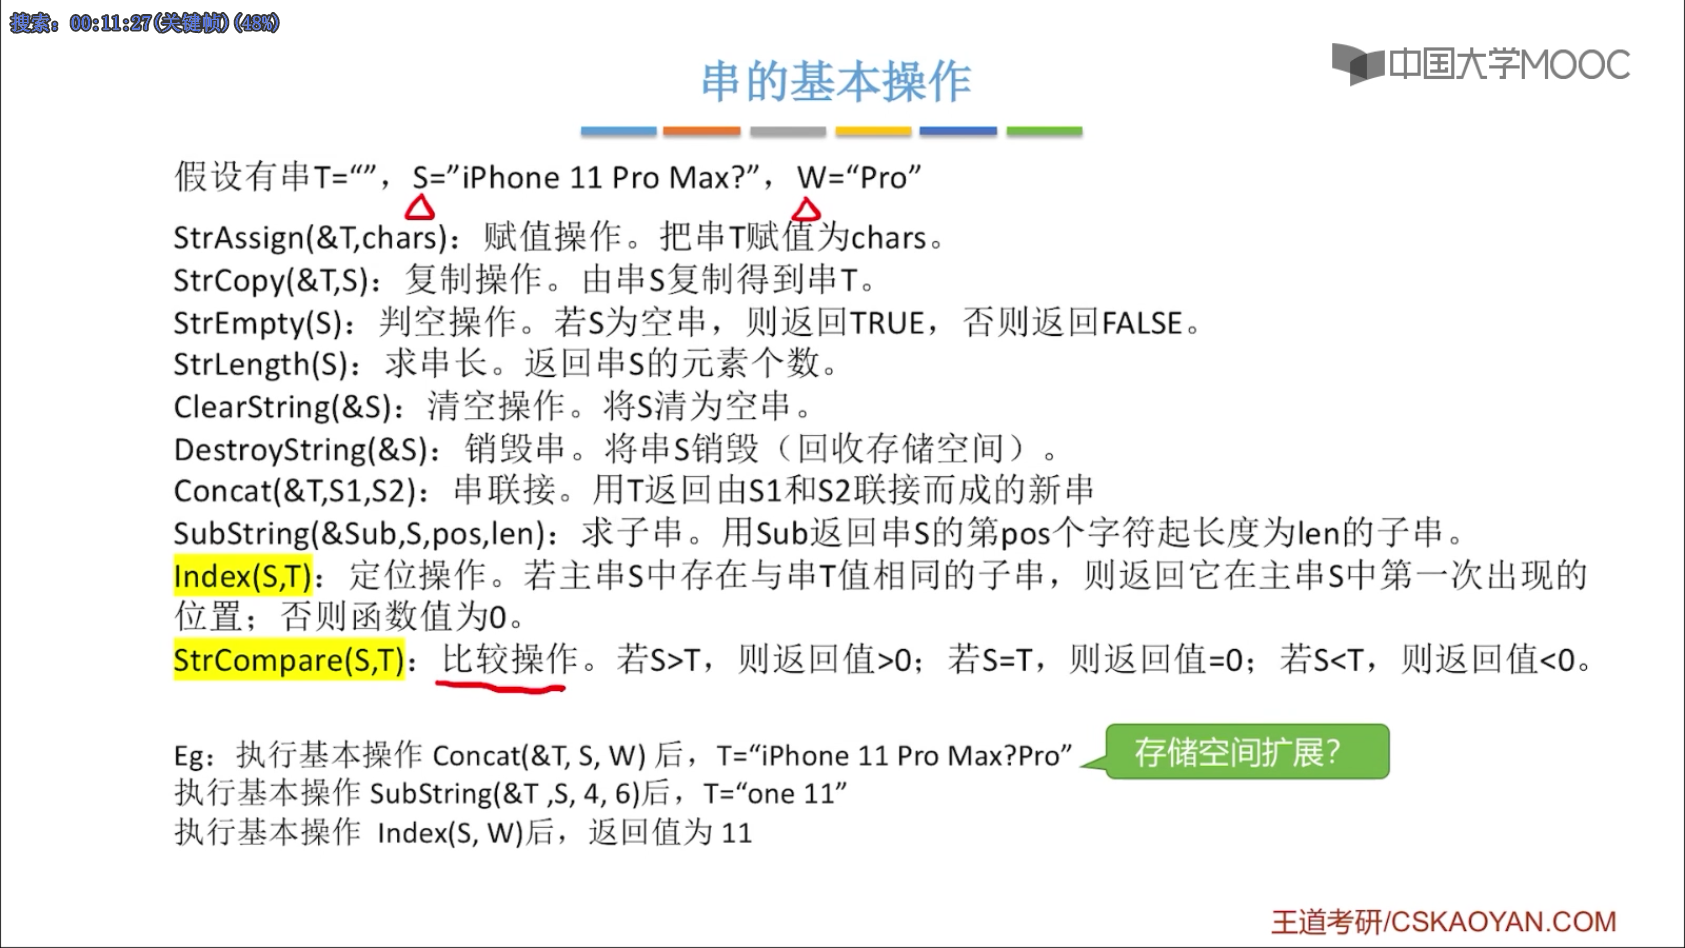 搜索: 00:11:27(关键帧)(48%)
中国大学MOOC
串的基本操作
假设有串T=“”，S=”iPhone 11 Pro Max?”，W=“Pro”
StrAssign(&T,chars)：赋值操作。把串T赋值为chars。
StrCopy(&T,S)：复制操作。由串S复制得到串T。
StrEmpty(S)：判空操作。若S为空串，则返回TRUE，否则返回FALSE。
StrLength(S)：求串长。返回串S的元素个数。
ClearString(&S)：清空操作。将S清为空串。
DestroyString(&S)：销毁串。将串S销毁（回收存储空间）。
Concat(&T,S1,S2)：串联接。用T返回由S1和S2联接而成的新串
SubString(&Sub,S,pos,len)：求子串。用Sub返回串S的第pos个字符起长度为len的子串。
Index(S,T)：定位操作。若主串S中存在与串T值相同的子串，则返回它在主串S中第一次出现的
位置；否则函数值为0。
StrCompare(S,T)：比较操作。若S>T，则返回值>0；若S=T，则返回值=0；若S<T，则返回值<0。
Eg：执行基本操作 Concat(&T, S, W) 后，T=“iPhone 11 Pro Max?Pro”
存储空间扩展？
执行基本操作 SubString(&T ,S, 4, 6)后，T=“one 11”
执行基本操作 Index(S, W)后，返回值为 11
王道考研/CSKAOYAN.COM